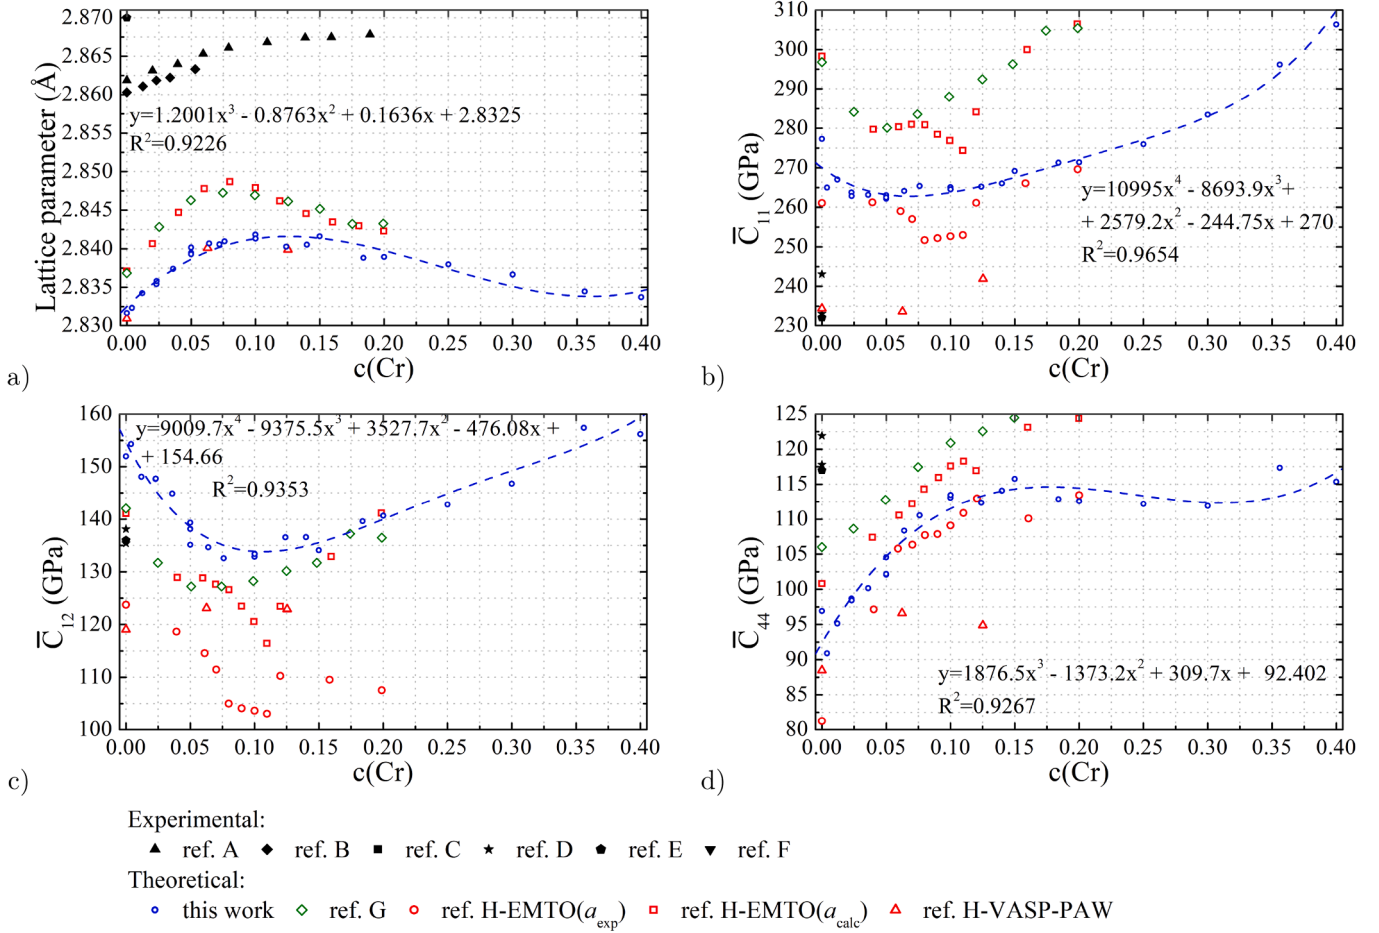 2.870
2.865
2.860
2.855
2.850
2.845
2.840
2.835
2.830
Lattice parameter (Å)
y=1.2001x³ - 0.8763x² + 0.1636x + 2.8325
R²=0.9226
0.00 0.05 0.10 0.15 0.20 0.25 0.30 0.35 0.40
c(Cr)
a)
310
300
290
280
270
260
250
240
230
C̅₁₁ (GPa)
y=10995x⁴ - 8693.9x³+
+ 2579.2x² - 244.75x + 270
R²=0.9654
0.00 0.05 0.10 0.15 0.20 0.25 0.30 0.35 0.40
c(Cr)
b)
160
150
140
130
120
110
100
C̅₁₂ (GPa)
y=9009.7x⁴ - 9375.5x³ + 3527.7x² - 476.08x +
+ 154.66
R²=0.9353
0.00 0.05 0.10 0.15 0.20 0.25 0.30 0.35 0.40
c(Cr)
c)
125
120
115
110
105
100
95
90
85
80
C̅₄₄ (GPa)
y=1876.5x³ - 1373.2x² + 309.7x + 92.402
R²=0.9267
0.00 0.05 0.10 0.15 0.20 0.25 0.30 0.35 0.40
c(Cr)
d)
Experimental:
ref. A ref. B ref. C ref. D ref. E ref. F
Theoretical:
this work ref. G ref. H-EMTO(a_exp) ref. H-EMTO(a_calc) ref. H-VASP-PAW